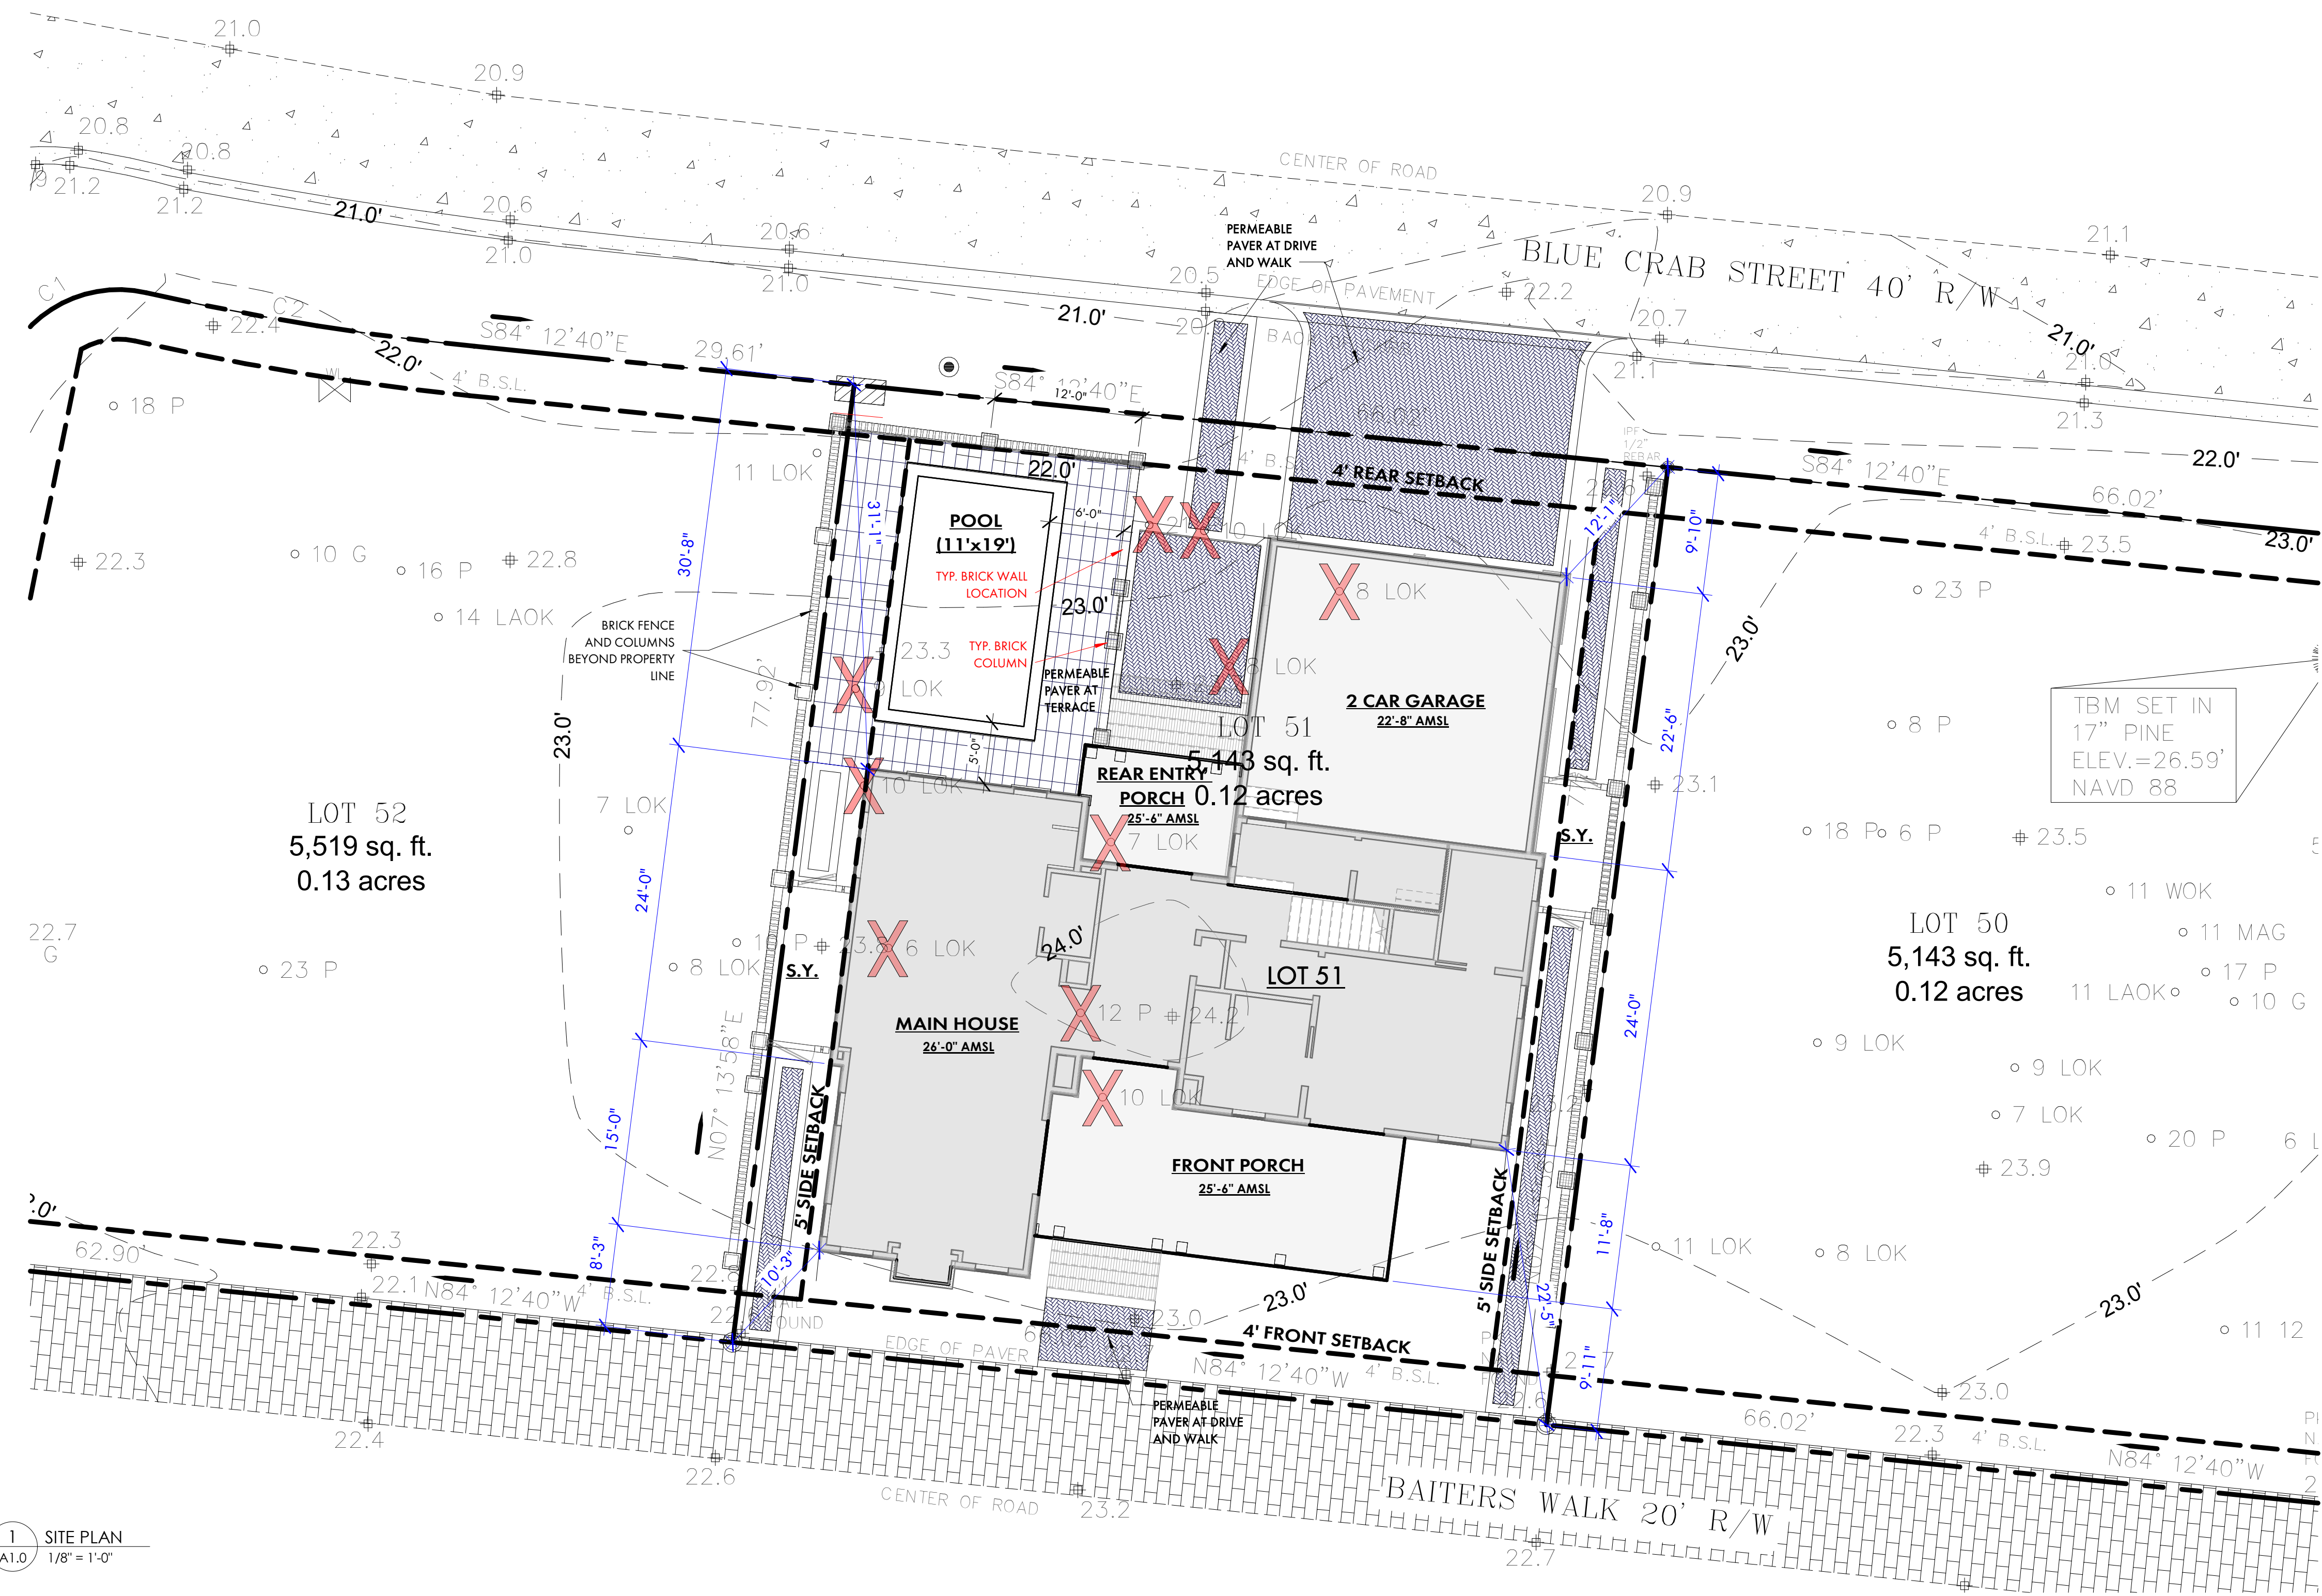 21.0
20.9
CENTER OF ROAD
20.8
20.8
21.2
21.2
21.0'
20.6
21.0
20.6
21.0
20.9
21.1
PERMEABLE
PAVER AT DRIVE
AND WALK
BLUE CRAB STREET 40' R/W
20.5
EDGE OF PAVEMENT
22.2
21.0'
20.7
21.1
21.0'
21.0
21.3
C1
C2
22.4
22.0'
S84° 12'40"E
29.61'
4' B.S.L.
WL
18 P
S84° 12'40"E
12'-0"
66.02'
4' REAR SETBACK
IPF
1/2"
REBAR
22.6
S84° 12'40"E
66.02'
22.0'
4' B.S.L.
23.5
23.0'
11 LOK
22.0'
31'-1"
30'-8"
POOL
(11'x19')
6'-0"
10 LOK
12'-1"
9'-10"
22.3
10 G
16 P
22.8
14 LAOK
TYP. BRICK WALL
LOCATION
23.0'
8 LOK
23 P
23.0'
BRICK FENCE
AND COLUMNS
BEYOND PROPERTY
LINE
23.3
TYP. BRICK
COLUMN
8 LOK
77.92'
LOK
PERMEABLE
PAVER AT
TERRACE
2 CAR GARAGE
22'-8" AMSL
22'-6"
8 P
TBM SET IN
17" PINE
ELEV.=26.59'
NAVD 88
23.0'
5'-0"
LOT 51
5,143 sq. ft.
0.12 acres
REAR ENTRY
PORCH
25'-6" AMSL
10 LOK
7 LOK
23.1
S.Y.
18 P
6 P
23.5
LOT 52
5,519 sq. ft.
0.13 acres
7 LOK
24'-0"
11 WOK
22.7
G
23 P
8 LOK
S.Y.
6 LOK
24.0'
LOT 51
LOT 50
5,143 sq. ft.
0.12 acres
11 MAG
17 P
11 LAOK
10 G
MAIN HOUSE
26'-0" AMSL
12 P
24.2
24'-0"
9 LOK
9 LOK
7 LOK
N07° 13'58"E
15'-0"
5' SIDE SETBACK
10 LOK
20 P
23.9
FRONT PORCH
25'-6" AMSL
5' SIDE SETBACK
11'-8"
11 LOK
8 LOK
62.90'
22.3
22.1
N84° 12'40"W
4' B.S.L.
8'-3"
10'-3"
23.0
23.0'
22'-5"
23.0'
11 12
EDGE OF PAVER
4' FRONT SETBACK
N84° 12'40"W
4' B.S.L.
9'-11"
22.6
23.0
PERMEABLE
PAVER AT DRIVE
AND WALK
66.02'
22.3
4' B.S.L.
N84° 12'40"W
22.4
22.6
CENTER OF ROAD
23.2
BAITERS WALK 20' R/W
22.7
1
A1.0
SITE PLAN
1/8" = 1'-0"